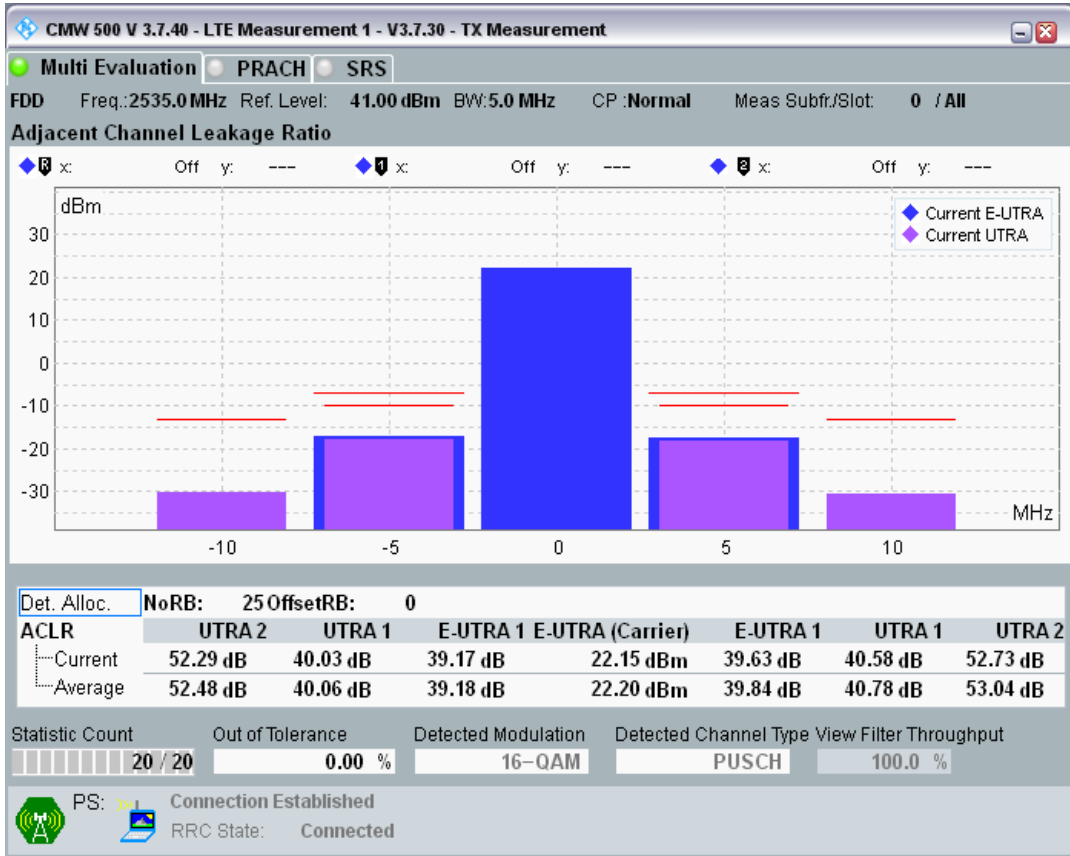 CMW 500 V 3.7.40 - LTE Measurement 1 - V3.7.30 - TX Measurement
Multi Evaluation PRACH SRS
FDD Freq.:2535.0 MHz Ref. Level: 41.00 dBm BW:5.0 MHz CP :Normal Meas Subfr./Slot: 0 / All
Adjacent Channel Leakage Ratio
R x: Off y: --- 1 x: Off y: --- 2 x: Off y: ---
dBm
Current E-UTRA
Current UTRA
30
20
10
0
-10
-20
-30
MHz
-10 -5 0 5 10
Det. Alloc. NoRB: 25 OffsetRB: 0
ACLR UTRA 2 UTRA 1 E-UTRA 1 E-UTRA (Carrier) E-UTRA 1 UTRA 1 UTRA 2
Current 52.29 dB 40.03 dB 39.17 dB 22.15 dBm 39.63 dB 40.58 dB 52.73 dB
Average 52.48 dB 40.06 dB 39.18 dB 22.20 dBm 39.84 dB 40.78 dB 53.04 dB
Statistic Count Out of Tolerance Detected Modulation Detected Channel Type View Filter Throughput
20 / 20 0.00 % 16-QAM PUSCH 100.0 %
PS: Connection Established
RRC State: Connected